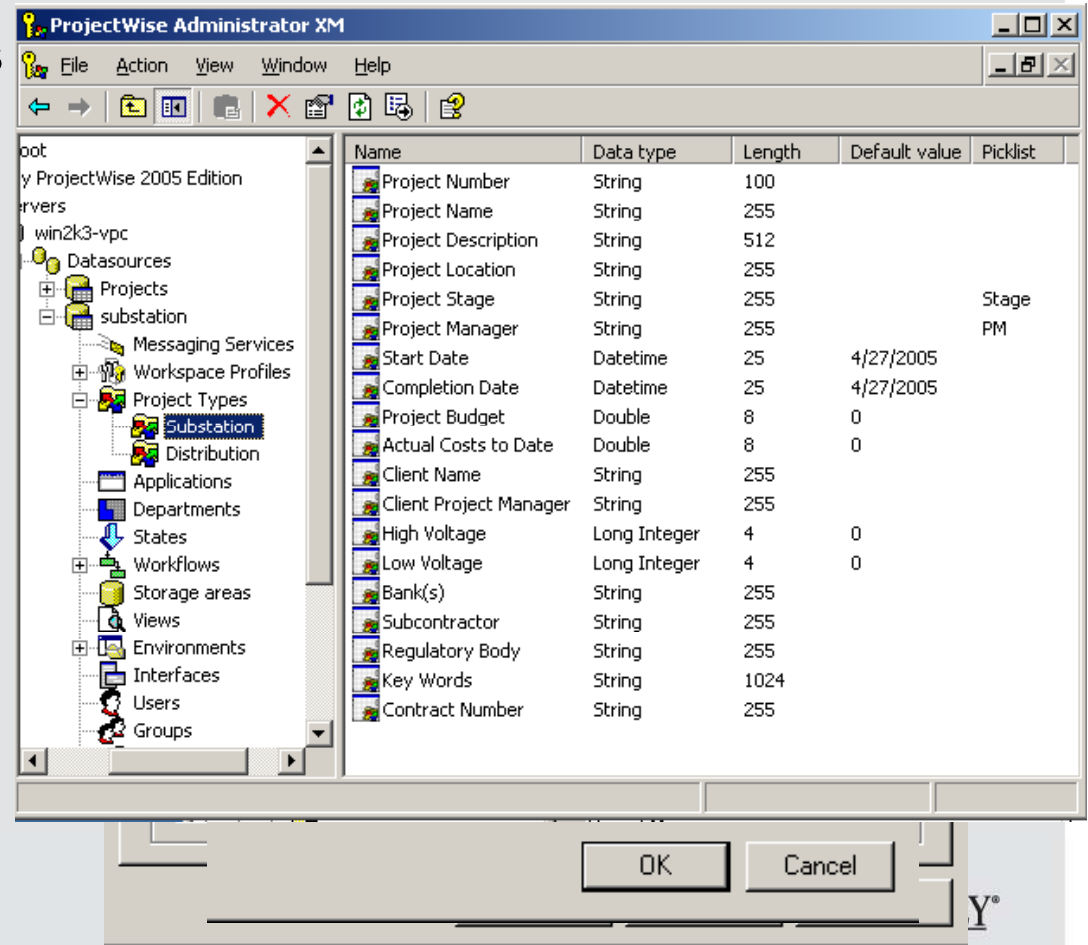 ProjectWise Administrator XM
File Action View Window Help
oot
y ProjectWise 2005 Edition
rvers
win2k3-vpc
Datasources
Projects
substation
Messaging Services
Workspace Profiles
Project Types
Substation
Distribution
Applications
Departments
States
Workflows
Storage areas
Views
Environments
Interfaces
Users
Groups
Name Data type Length Default value Picklist
Project Number String 100
Project Name String 255
Project Description String 512
Project Location String 255
Project Stage String 255 Stage
Project Manager String 255 PM
Start Date Datetime 25 4/27/2005
Completion Date Datetime 25 4/27/2005
Project Budget Double 8 0
Actual Costs to Date Double 8 0
Client Name String 255
Client Project Manager String 255
High Voltage Long Integer 4 0
Low Voltage Long Integer 4 0
Bank(s) String 255
Subcontractor String 255
Regulatory Body String 255
Key Words String 1024
Contract Number String 255
OK Cancel
Y®